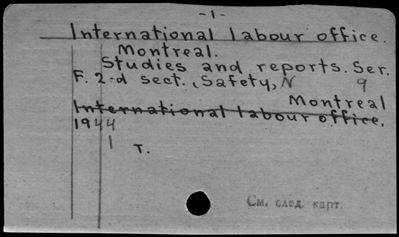 -1-
International labour office.
Montreal.
Studies and reports. Ser.
F. 2-d sect., Safety, N 9
Montreal
International labour office.
1944
1 T.
См. след. карт.